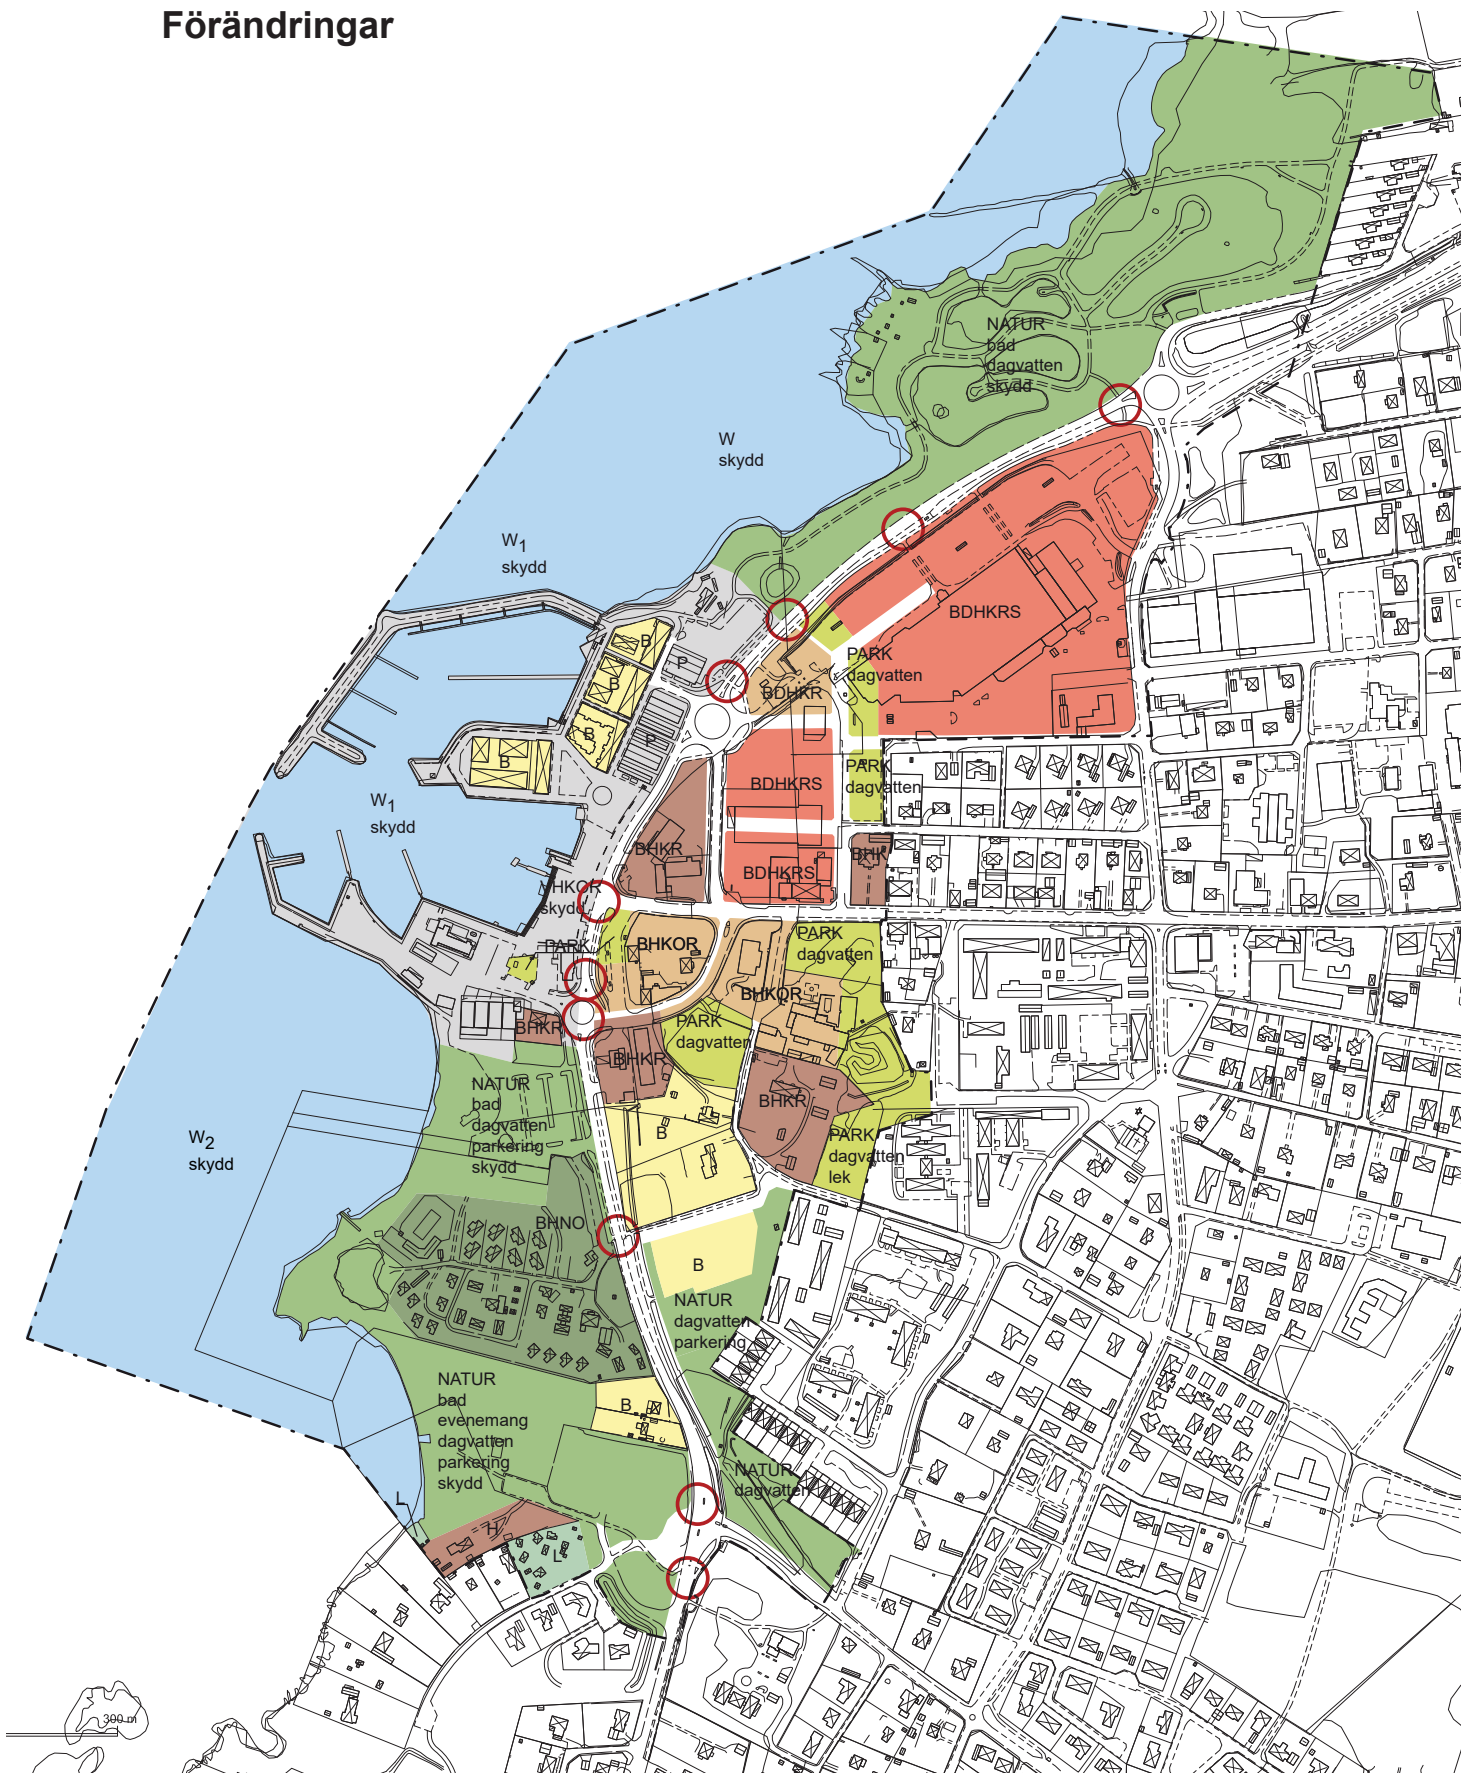 Förändringar
NATUR
bad
dagvatten
skydd
W
skydd
W1
skydd
BDHKRS
B
P
PARK
dagvatten
B
BDHKR
B
P
B
PARK
dagvatten
BDHKRS
W1
skydd
BHKR
BHK
BDHKRS
BHKOR
skydd
PARK
BHKOR
PARK
dagvatten
BHKOR
BHKR
PARK
dagvatten
BHKR
NATUR
bad
dagvatten
parkering
skydd
BHKR
B
W2
skydd
PARK
dagvatten
lek
BHNO
B
NATUR
dagvatten
parkering
NATUR
bad
evenemang
dagvatten
parkering
skydd
B
NATUR
dagvatten
L
H
L
300 m